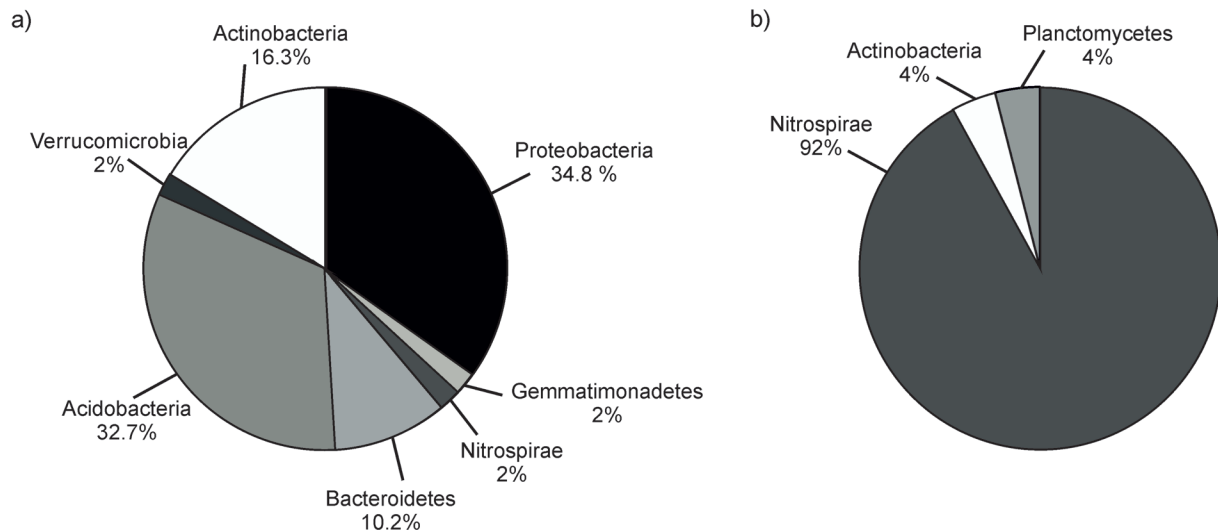 a)
Actinobacteria
16.3%
Verrucomicrobia
2%
Proteobacteria
34.8 %
Acidobacteria
32.7%
Gemmatimonadetes
2%
Nitrospirae
2%
Bacteroidetes
10.2%
b)
Planctomycetes
4%
Actinobacteria
4%
Nitrospirae
92%